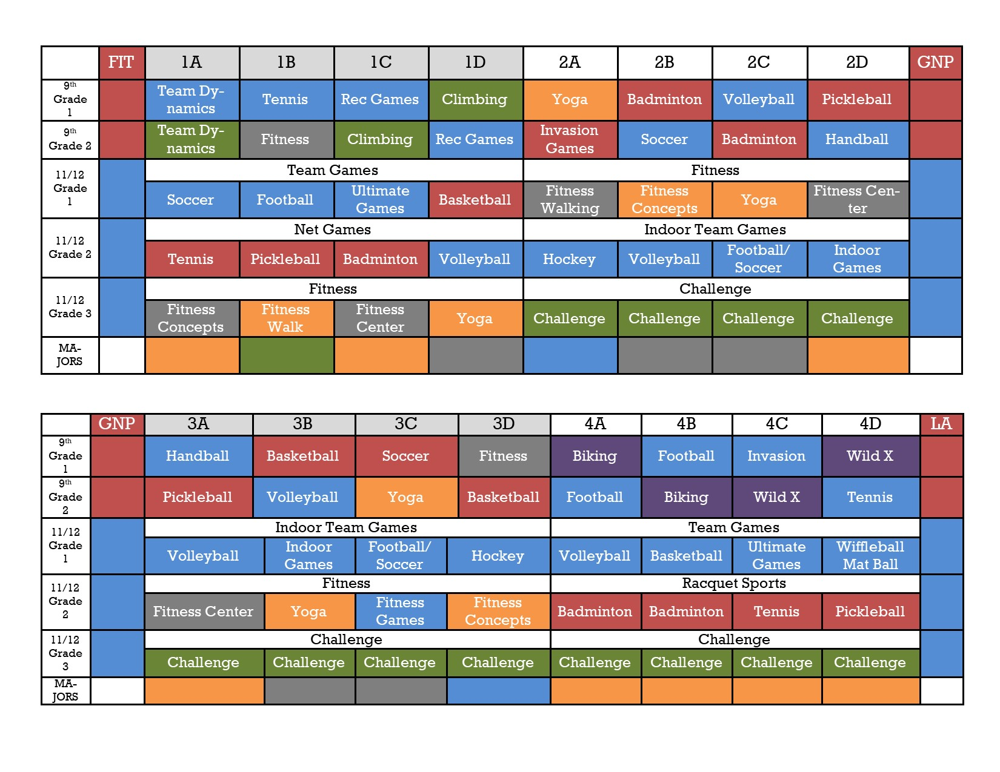 FIT 1A 1B 1C 1D 2A 2B 2C 2D GNP
9th
Grade
1
Team Dy-
namics
Tennis
Rec Games
Climbing
Yoga
Badminton
Volleyball
Pickleball
9th
Grade 2
Team Dy-
namics
Fitness
Climbing
Rec Games
Invasion
Games
Soccer
Badminton
Handball
11/12
Grade
1
Team Games
Fitness
Soccer
Football
Ultimate
Games
Basketball
Fitness
Walking
Fitness
Concepts
Yoga
Fitness Cen-
ter
11/12
Grade 2
Net Games
Indoor Team Games
Tennis
Pickleball
Badminton
Volleyball
Hockey
Volleyball
Football/
Soccer
Indoor
Games
11/12
Grade 3
Fitness
Challenge
Fitness
Concepts
Fitness
Walk
Fitness
Center
Yoga
Challenge
Challenge
Challenge
Challenge
MA-
JORS
GNP 3A 3B 3C 3D 4A 4B 4C 4D LA
9th
Grade
1
Handball
Basketball
Soccer
Fitness
Biking
Football
Invasion
Wild X
9th
Grade
2
Pickleball
Volleyball
Yoga
Basketball
Football
Biking
Wild X
Tennis
11/12
Grade
1
Indoor Team Games
Team Games
Volleyball
Indoor
Games
Football/
Soccer
Hockey
Volleyball
Basketball
Ultimate
Games
Wiffleball
Mat Ball
11/12
Grade
2
Fitness
Racquet Sports
Fitness Center
Yoga
Fitness
Games
Fitness
Concepts
Badminton
Badminton
Tennis
Pickleball
11/12
Grade
3
Challenge
Challenge
Challenge
Challenge
Challenge
Challenge
Challenge
Challenge
Challenge
Challenge
MA-
JORS